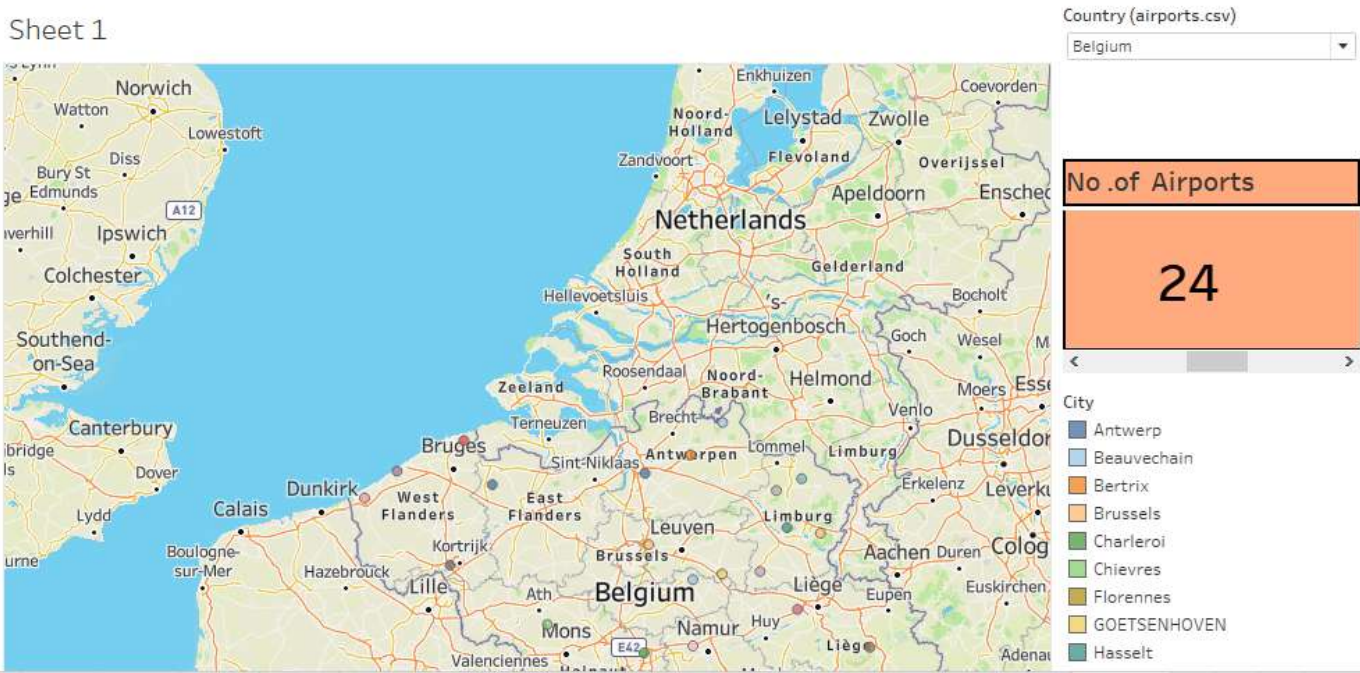 Sheet 1
Country (airports.csv)
Belgium
No .of Airports
24
City
Antwerp
Beauvechain
Bertrix
Brussels
Charleroi
Chievres
Florennes
GOETSENHOVEN
Hasselt
Norwich
Watton
Lowestoft
Diss
Bury St
Edmunds
A12
Ipswich
Colchester
Southend-
on-Sea
Canterbury
Dover
Lydd
Enkhuizen
Coevorden
Noord-
Holland
Lelystad
Zwolle
Zandvoort
Flevoland
Overijssel
Apeldoorn
Netherlands
South
Holland
Gelderland
Hellevoetsluis
's-
Hertogenbosch
Bocholt
Goch
Wesel
Roosendaal
Noord-
Brabant
Helmond
Moers
Zeeland
Venlo
Terneuzen
Brecht
Bruges
Sint-Niklaas
Antwerpen
Lommel
Limburg
Dunkirk
West
Flanders
East
Flanders
Erkelenz
Calais
Leuven
Limburg
Boulogne-
sur-Mer
Kortrijk
Brussels
Aachen
Duren
Hazebrouck
Lille
Ath
Belgium
Liège
Eupen
Euskirchen
Mons
Namur
Huy
E42
Valenciennes